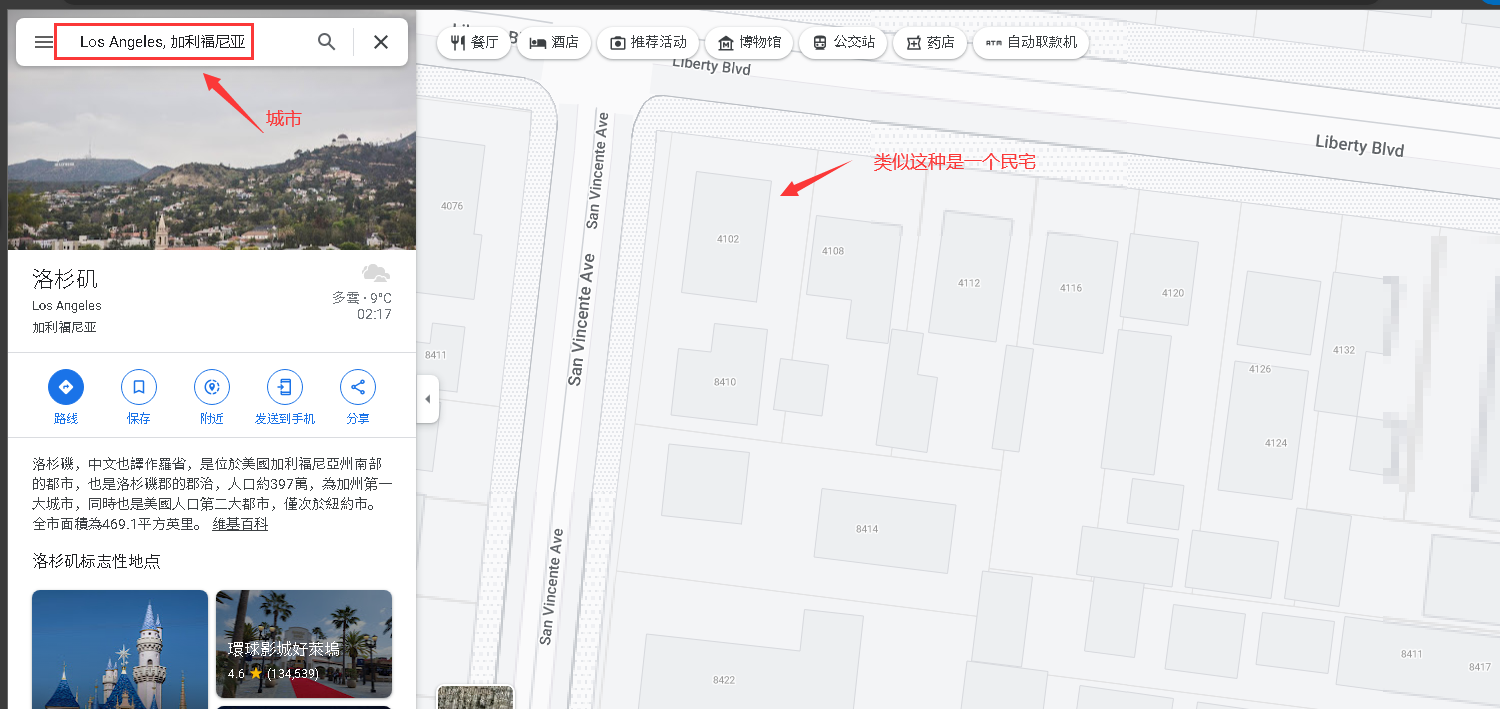 Los Angeles, 加利福尼亚
餐厅
酒店
推荐活动
博物馆
公交站
药店
ATM 自动取款机
城市
类似这种是一个民宅
Liberty Blvd
Liberty Blvd
San Vincente Ave
San Vincente Ave
San Vincente Ave
4076
4102
4108
4112
4116
4120
4132
4126
4124
8411
8410
8414
8422
8411
8417
洛杉矶
Los Angeles
加利福尼亚
多雲 · 9°C
02:17
路线
保存
附近
发送到手机
分享
洛杉磯，中文也譯作羅省，是位於美國加利福尼亞州南部
的都市，也是洛杉磯郡的郡治，人口約397萬，為加州第一
大城市，同時也是美國人口第二大都市，僅次於紐約市。
全市面積為469.1平方英里。 维基百科
洛杉矶标志性地点
環球影城好萊塢
4.6 ★ (134,539)